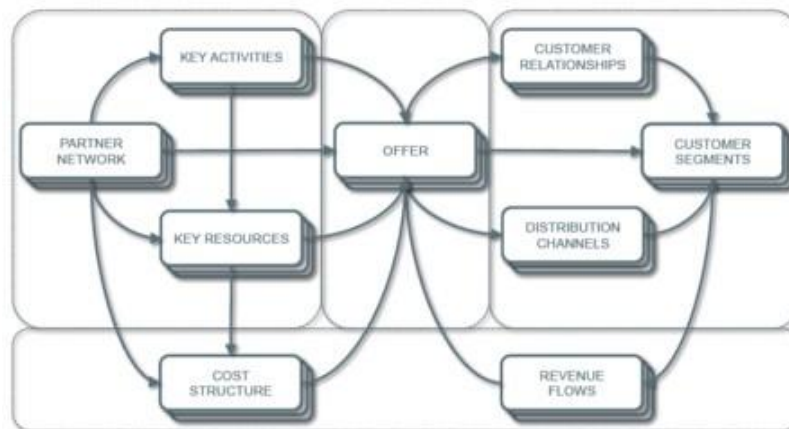 KEY ACTIVITIES
CUSTOMER
RELATIONSHIPS
PARTNER
NETWORK
OFFER
CUSTOMER
SEGMENTS
KEY RESOURCES
DISTRIBUTION
CHANNELS
COST
STRUCTURE
REVENUE
FLOWS